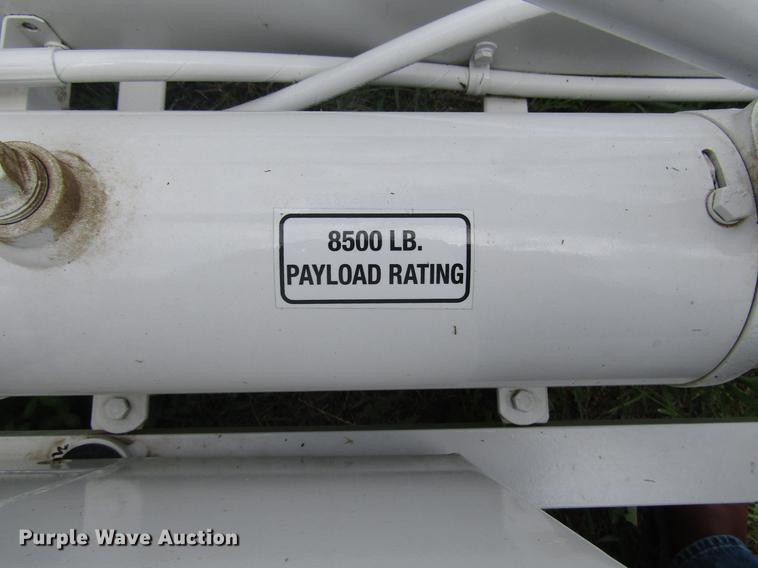 8500 LB.
PAYLOAD RATING
Purple Wave Auction